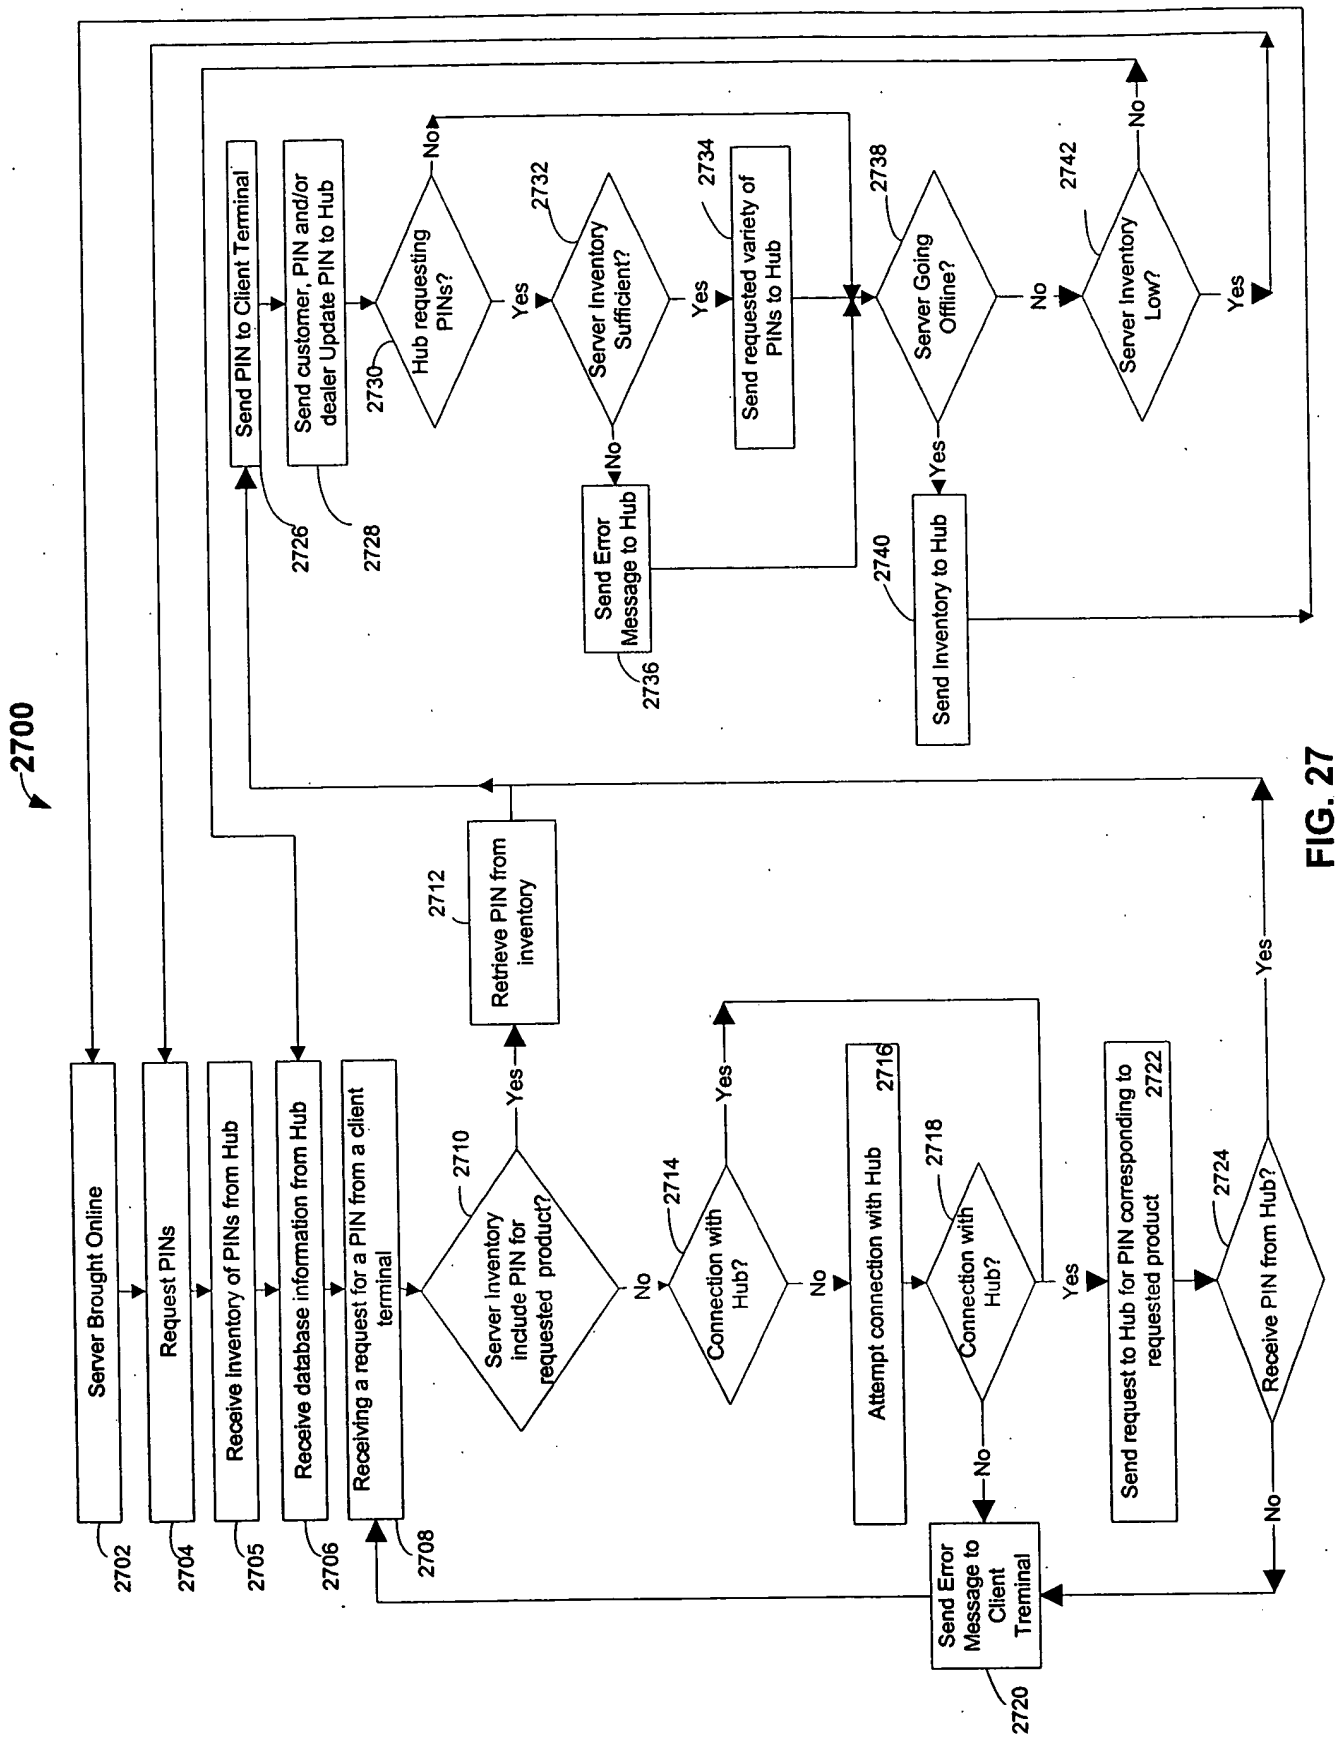 2700
Server Brought Online
2702
Request PINs
2704
Receive inventory of PINs from Hub
2705
Receive database information from Hub
2706
Receiving a request for a PIN from a client
terminal
2708
Server Inventory
include PIN for
requested product?
2710
Yes
No
Retrieve PIN from
inventory
2712
Connection with
Hub?
2714
Yes
No
Attempt connection with Hub
2716
Connection with
Hub?
2718
No
Yes
Send Error
Message to
Client
Treminal
2720
Send request to Hub for PIN corresponding to
requested product
2722
Receive PIN from Hub?
2724
No
Yes
Send PIN to Client Terminal
2726
Send customer, PIN and/or
dealer Update PIN to Hub
2728
Hub requesting
PINs?
2730
No
Yes
Server Inventory
Sufficient?
2732
No
Yes
Send requested variety of
PINs to Hub
2734
Send Error
Message to Hub
2736
Server Going
Offline?
2738
Yes
No
Send Inventory to Hub
2740
Server Inventory
Low?
2742
No
Yes
FIG. 27